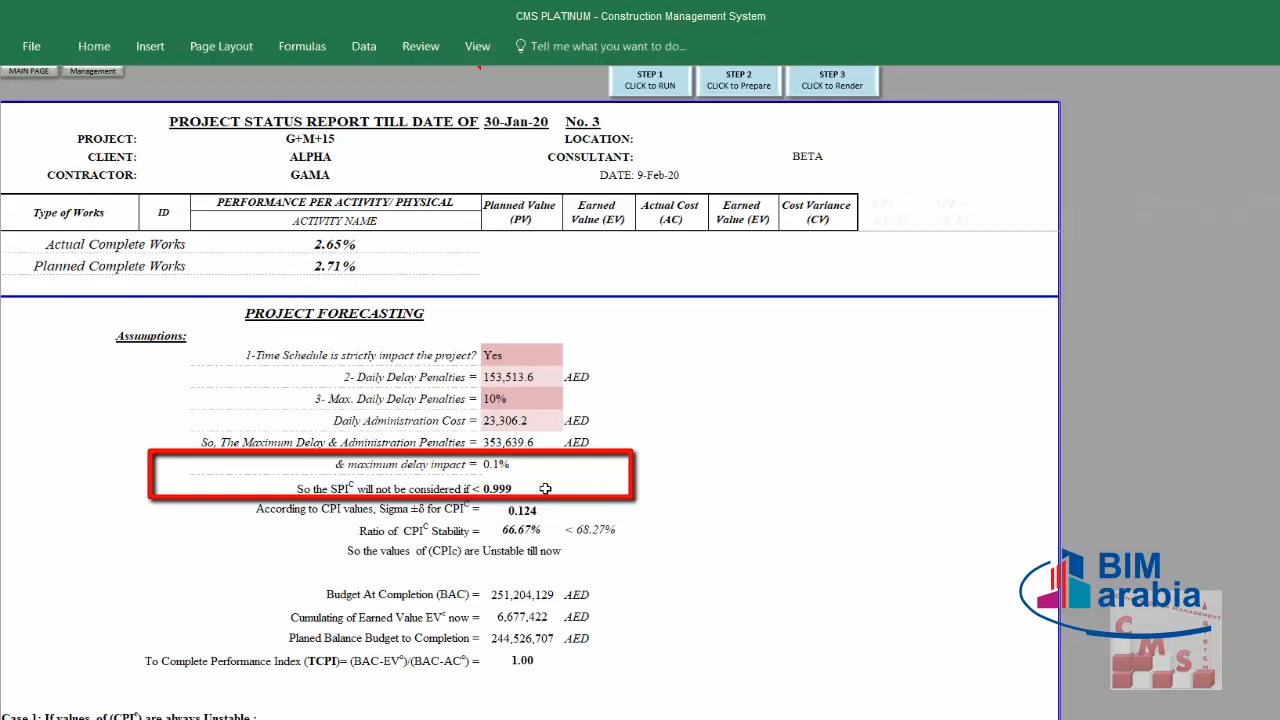 CMS PLATINUM - Construction Management System
File Home Insert Page Layout Formulas Data Review View Tell me what you want to do...
MAIN PAGE Management
STEP 1 STEP 2 STEP 3
CLICK to RUN CLICK to Prepare CLICK to Render
PROJECT STATUS REPORT TILL DATE OF 30-Jan-20 No. 3
PROJECT: G+M+15 LOCATION:
CLIENT: ALPHA CONSULTANT: BETA
CONTRACTOR: GAMA DATE: 9-Feb-20
Type of Works ID PERFORMANCE PER ACTIVITY/ PHYSICAL Planned Value Earned Actual Cost Earned Cost Variance
ACTIVITY NAME (PV) Value (EV) (AC) Value (EV) (CV)
Actual Complete Works 2.65%
Planned Complete Works 2.71%
PROJECT FORECASTING
Assumptions:
1-Time Schedule is strictly impact the project? Yes
2- Daily Delay Penalties = 153,513.6 AED
3- Max. Daily Delay Penalties = 10%
Daily Administration Cost = 23,306.2 AED
So, The Maximum Delay & Administration Penalties = 353,639.6 AED
& maximum delay impact = 0.1%
So the SPIC will not be considered if < 0.999
According to CPI values, Sigma ±δ for CPIC = 0.124
Ratio of CPIC Stability = 66.67% < 68.27%
So the values of (CPIc) are Unstable till now
Budget At Completion (BAC) = 251,204,129 AED
Cumulating of Earned Value EVc now = 6,677,422 AED
Planed Balance Budget to Completion = 244,526,707 AED
To Complete Performance Index (TCPI)= (BAC-EVc)/(BAC-ACc) = 1.00
Case 1: If values of (CPIc) are always Unstable :
BIM
arabia
CMS